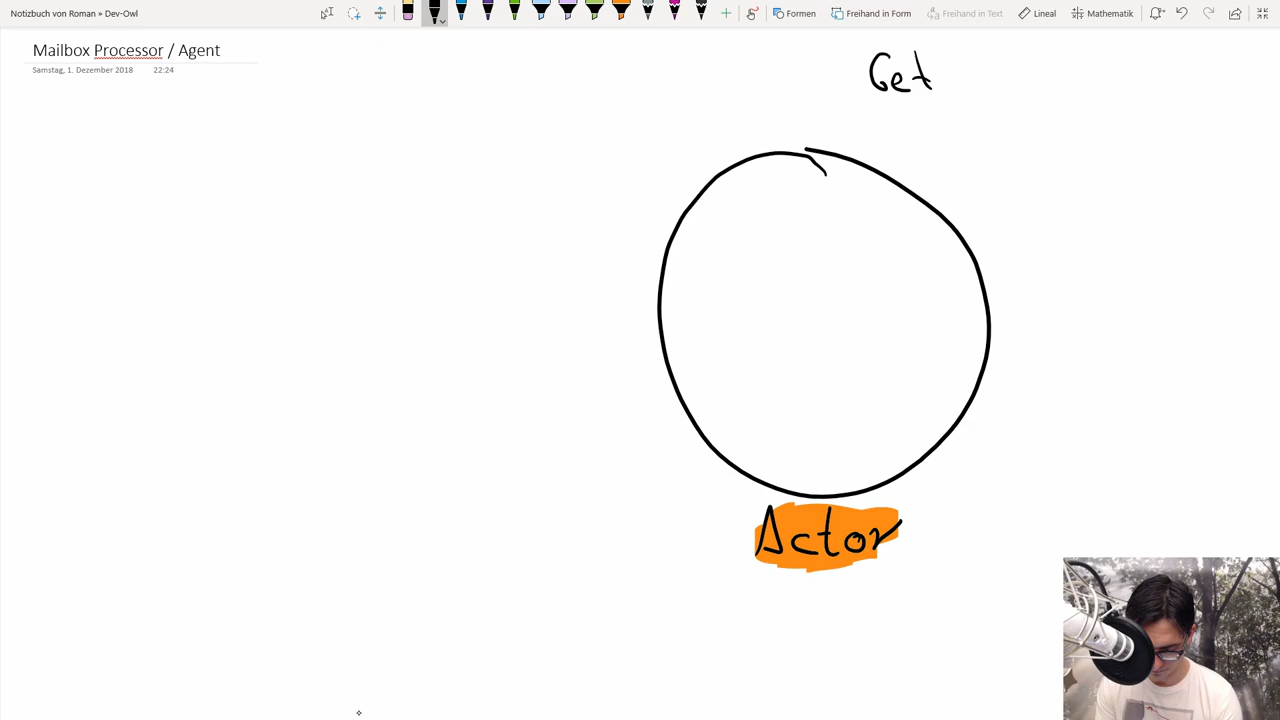 Notizbuch von Roman » Dev-Owl
Formen
Freihand in Form
Freihand in Text
Lineal
Mathematik
Mailbox Processor / Agent
Samstag, 1. Dezember 2018 22:24
Get
Actor